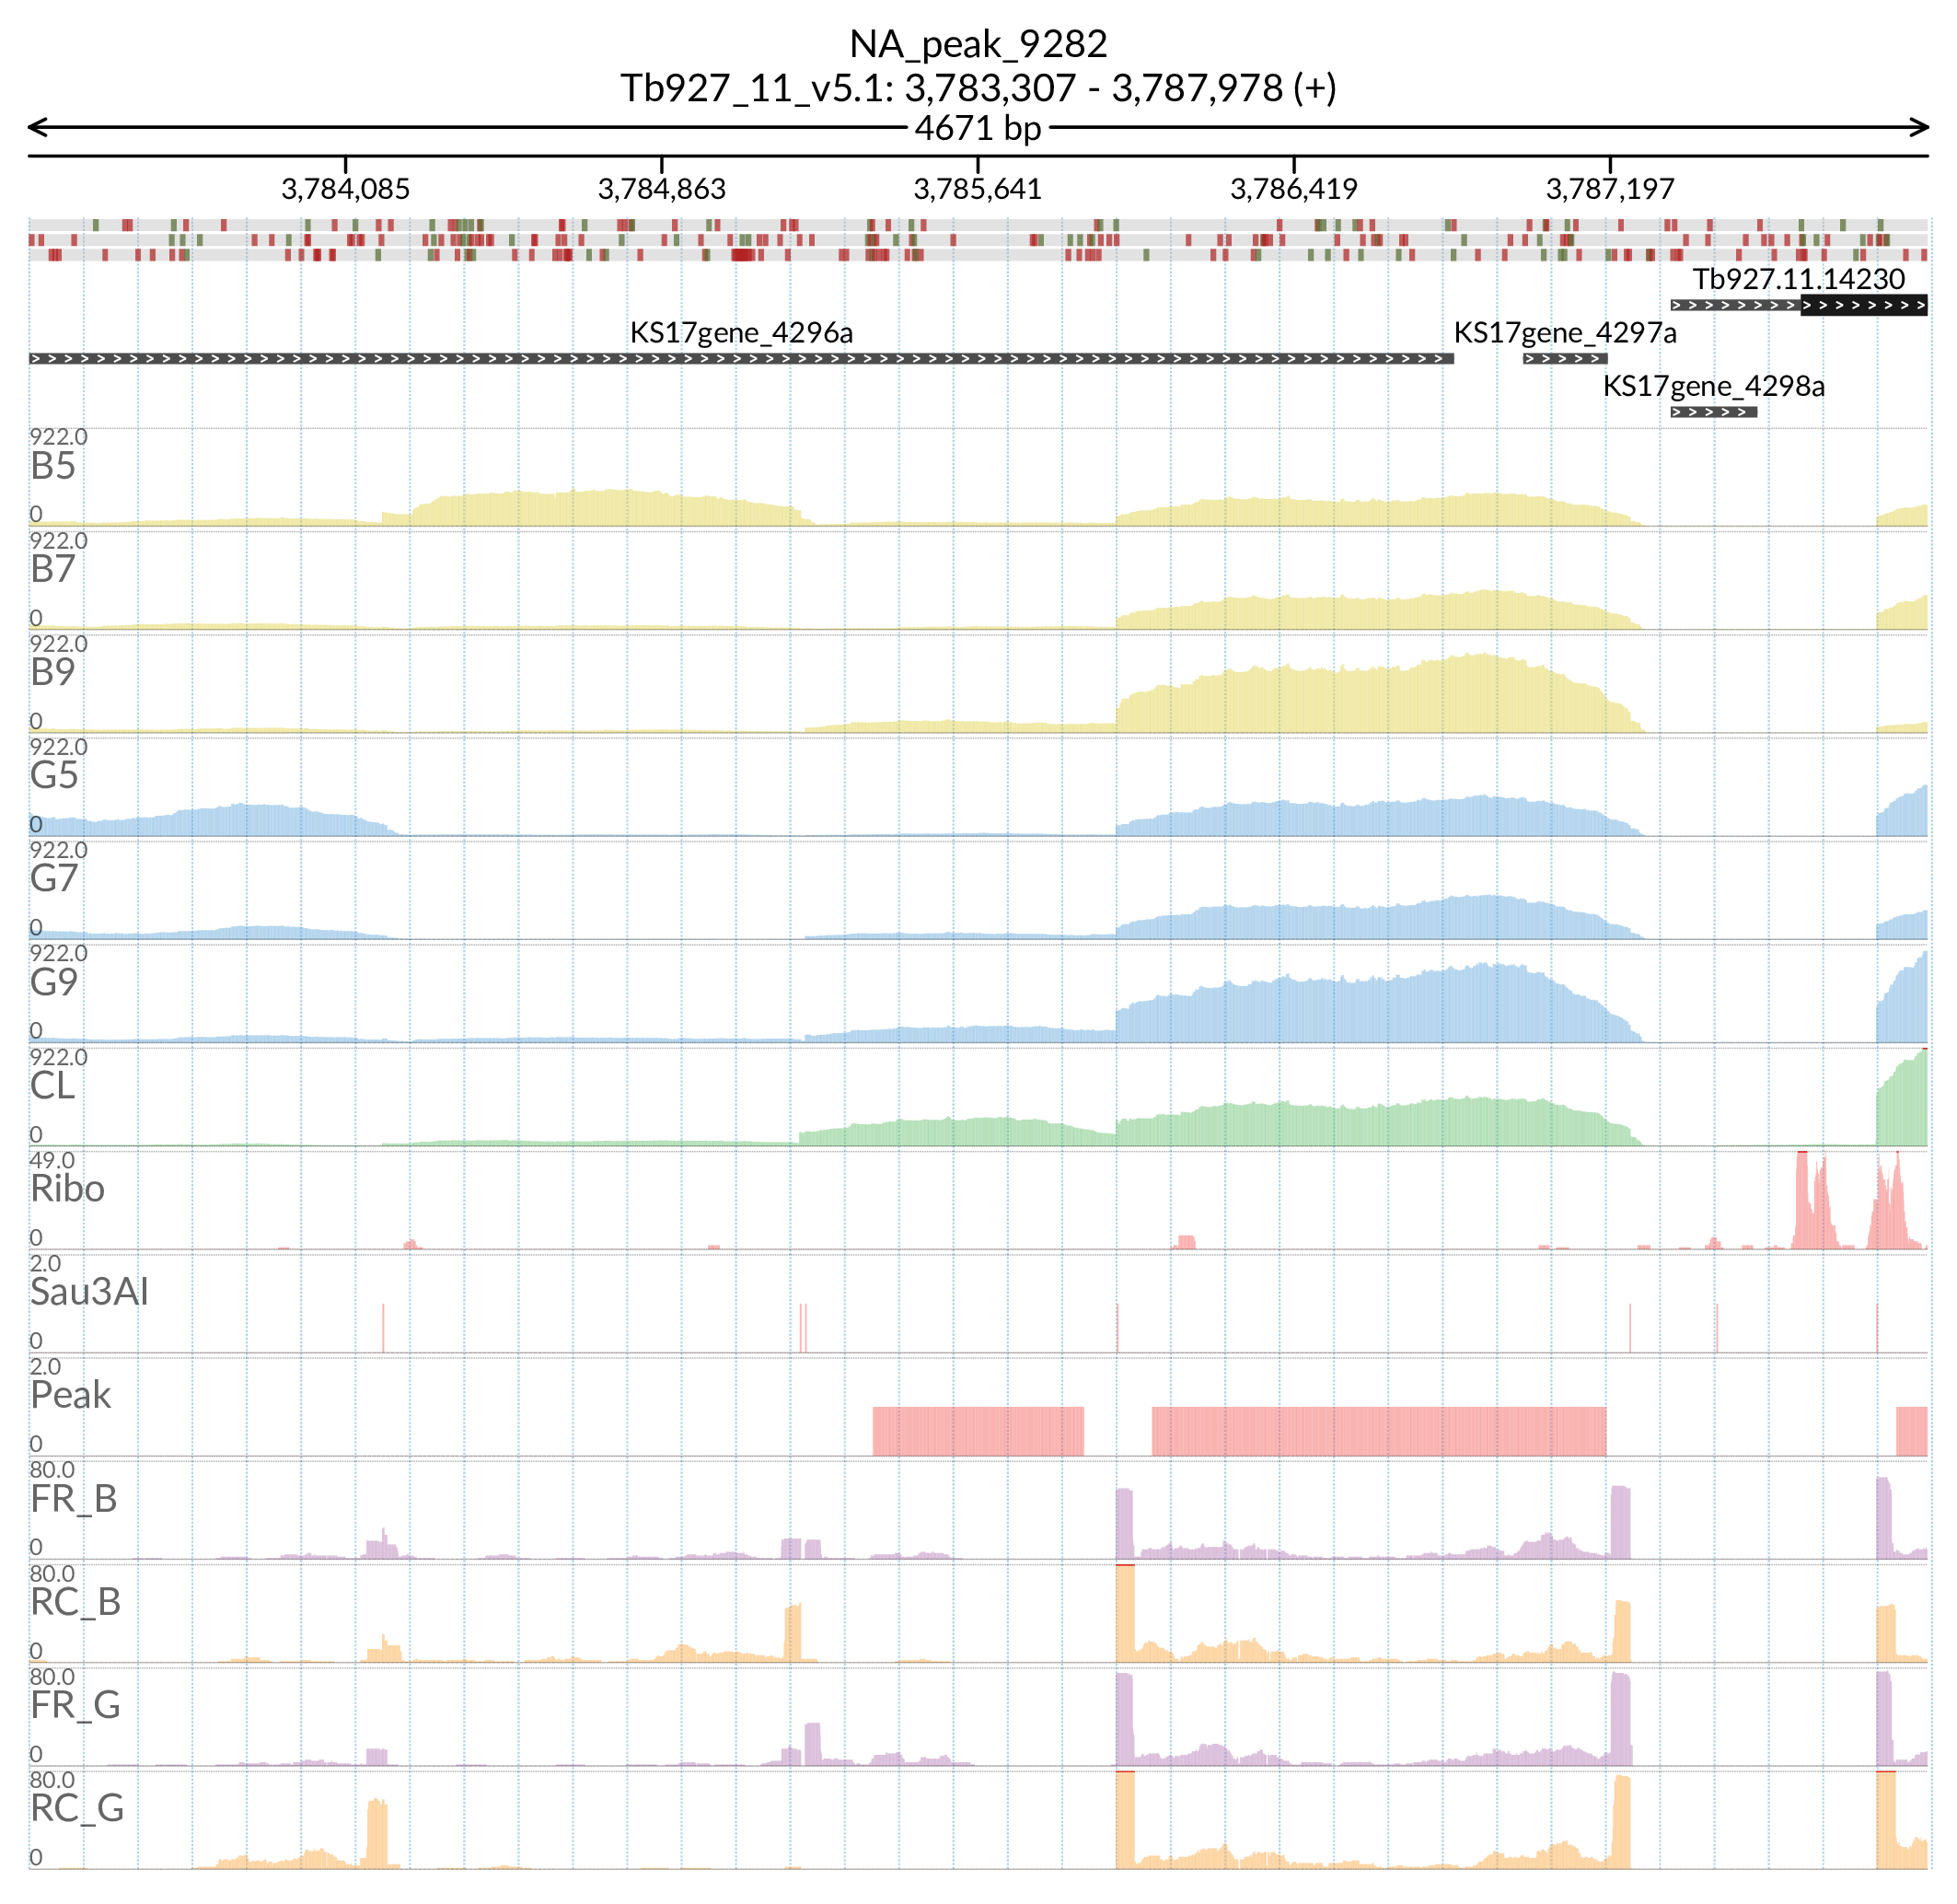 NA_peak_9282
Tb927_11_v5.1: 3,783,307 - 3,787,978 (+)
4671 bp
3,784,085 3,784,863 3,785,641 3,786,419 3,787,197
Tb927.11.14230
KS17gene_4296a KS17gene_4297a
KS17gene_4298a
922.0
B5
0
922.0
B7
0
922.0
B9
0
922.0
G5
0
922.0
G7
0
922.0
G9
0
922.0
CL
0
49.0
Ribo
0
2.0
Sau3AI
0
2.0
Peak
0
80.0
FR_B
0
80.0
RC_B
0
80.0
FR_G
0
80.0
RC_G
0